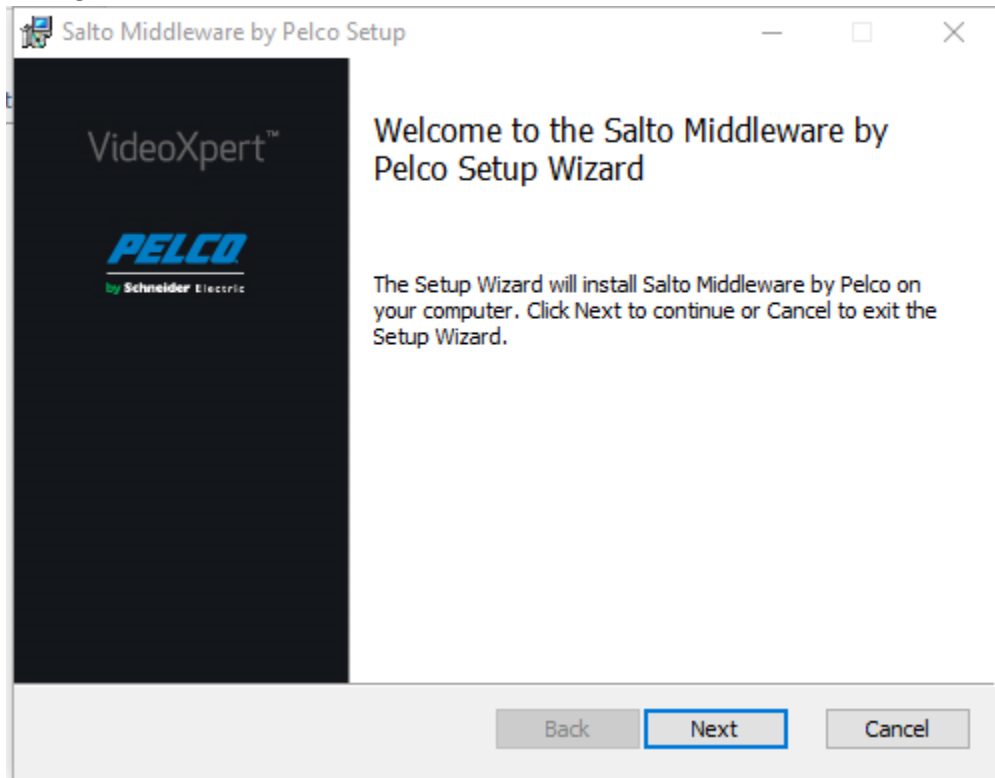 Salto Middleware by Pelco Setup
VideoXpert™
PELCO
by Schneider Electric
Welcome to the Salto Middleware by
Pelco Setup Wizard
The Setup Wizard will install Salto Middleware by Pelco on
your computer. Click Next to continue or Cancel to exit the
Setup Wizard.
Back
Next
Cancel